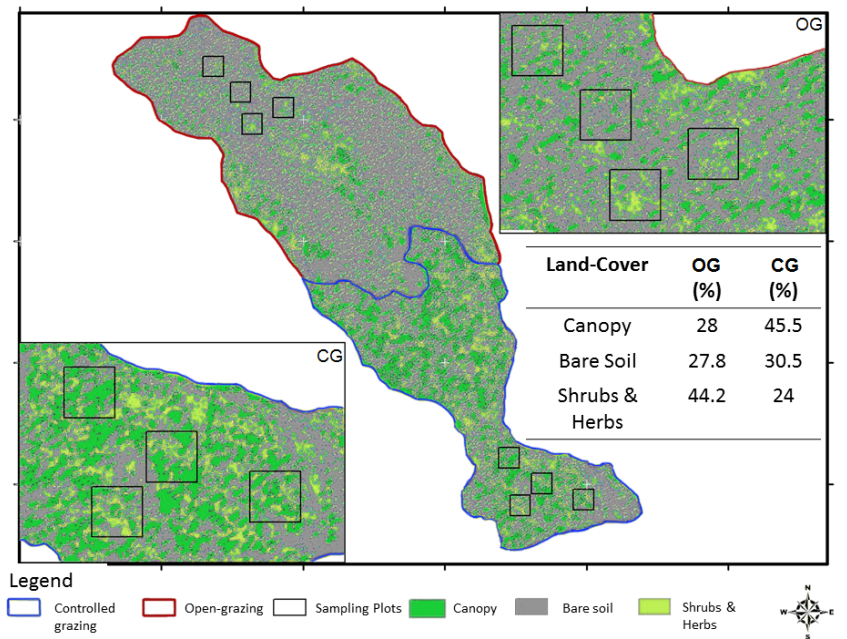 OG
Land-Cover OG CG
(%) (%)
Canopy 28 45.5
Bare Soil 27.8 30.5
Shrubs & 44.2 24
Herbs
CG
Legend
Controlled
grazing
Open-grazing
Sampling Plots
Canopy
Bare soil
Shrubs &
Herbs
N
W E
S